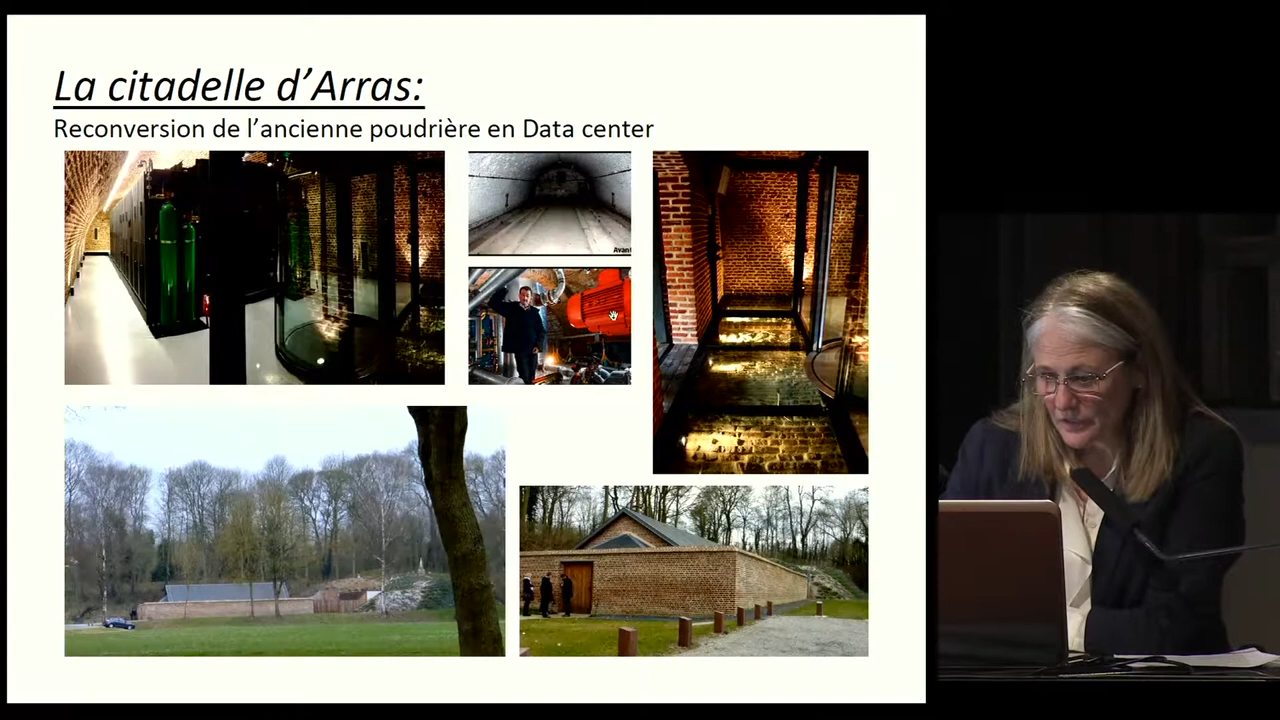 La citadelle d’Arras:
Reconversion de l’ancienne poudrière en Data center
Avant